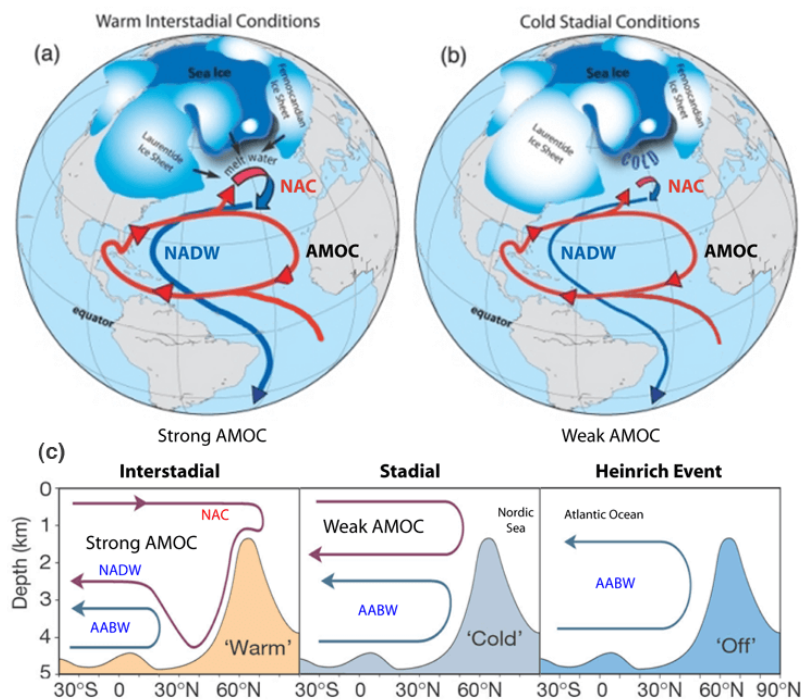 Warm Interstadial Conditions
Cold Stadial Conditions
(a)
Sea Ice
Fennoscandian
Ice Sheet
Laurentide
Ice Sheet
melt water
NAC
NADW
AMOC
equator
Strong AMOC
(b)
Sea Ice
Fennoscandian
Ice Sheet
Laurentide
Ice Sheet
COLD
NAC
NADW
AMOC
equator
Weak AMOC
(c)
Interstadial
Stadial
Heinrich Event
Depth (km)
0
1
2
3
4
5
NAC
Strong AMOC
NADW
AABW
'Warm'
30°S 0 30°N 60°N
Weak AMOC
Nordic
Sea
AABW
'Cold'
30°S 0 30°N 60°N
Atlantic Ocean
AABW
'Off'
30°S 0 30°N 60°N 90°N